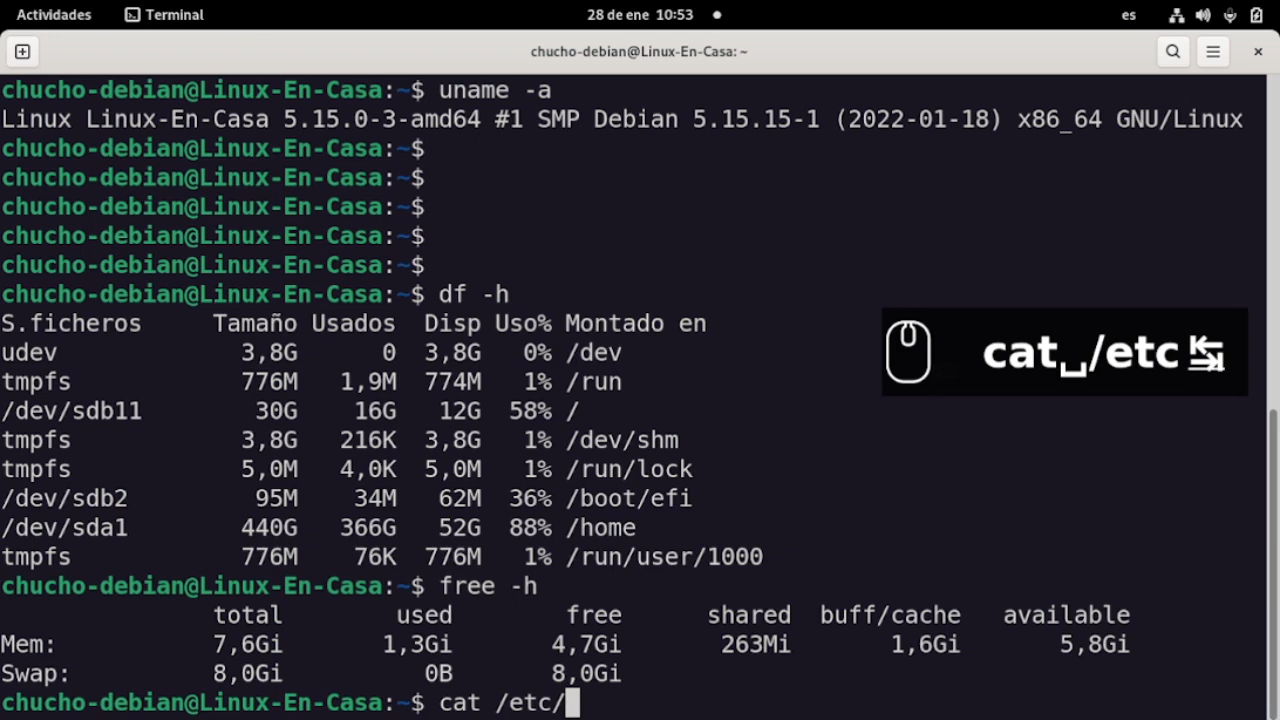 Actividades Terminal 28 de ene 10:53 es
chucho-debian@Linux-En-Casa: ~
chucho-debian@Linux-En-Casa:~$ uname -a
Linux Linux-En-Casa 5.15.0-3-amd64 #1 SMP Debian 5.15.15-1 (2022-01-18) x86_64 GNU/Linux
chucho-debian@Linux-En-Casa:~$
chucho-debian@Linux-En-Casa:~$
chucho-debian@Linux-En-Casa:~$
chucho-debian@Linux-En-Casa:~$
chucho-debian@Linux-En-Casa:~$
chucho-debian@Linux-En-Casa:~$ df -h
S.ficheros Tamaño Usados Disp Uso% Montado en
udev 3,8G 0 3,8G 0% /dev
tmpfs 776M 1,9M 774M 1% /run
/dev/sdb11 30G 16G 12G 58% /
tmpfs 3,8G 216K 3,8G 1% /dev/shm
tmpfs 5,0M 4,0K 5,0M 1% /run/lock
/dev/sdb2 95M 34M 62M 36% /boot/efi
/dev/sda1 440G 366G 52G 88% /home
tmpfs 776M 76K 776M 1% /run/user/1000
cat␣/etc↹
chucho-debian@Linux-En-Casa:~$ free -h
total used free shared buff/cache available
Mem: 7,6Gi 1,3Gi 4,7Gi 263Mi 1,6Gi 5,8Gi
Swap: 8,0Gi 0B 8,0Gi
chucho-debian@Linux-En-Casa:~$ cat /etc/